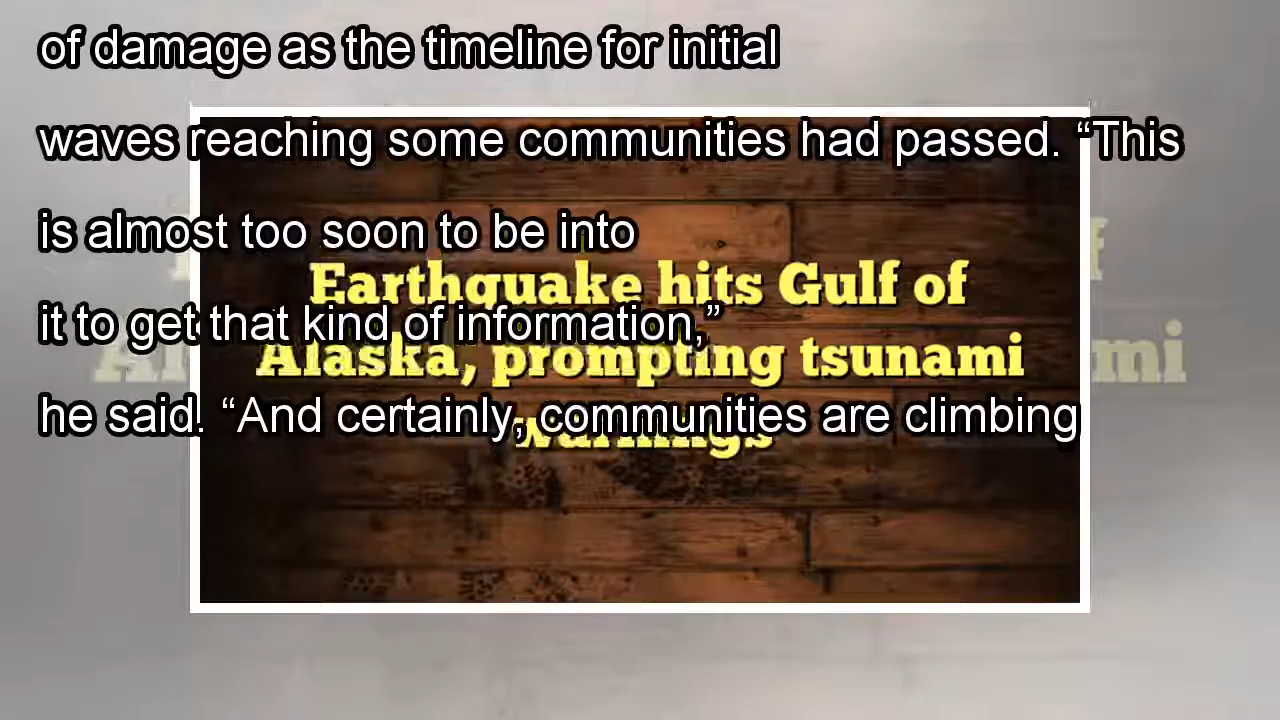 of damage as the timeline for initial
waves reaching some communities had passed. “This
is almost too soon to be into
it to get that kind of information,”
he said. “And certainly, communities are climbing
Earthquake hits Gulf of
Alaska, prompting tsunami
warnings